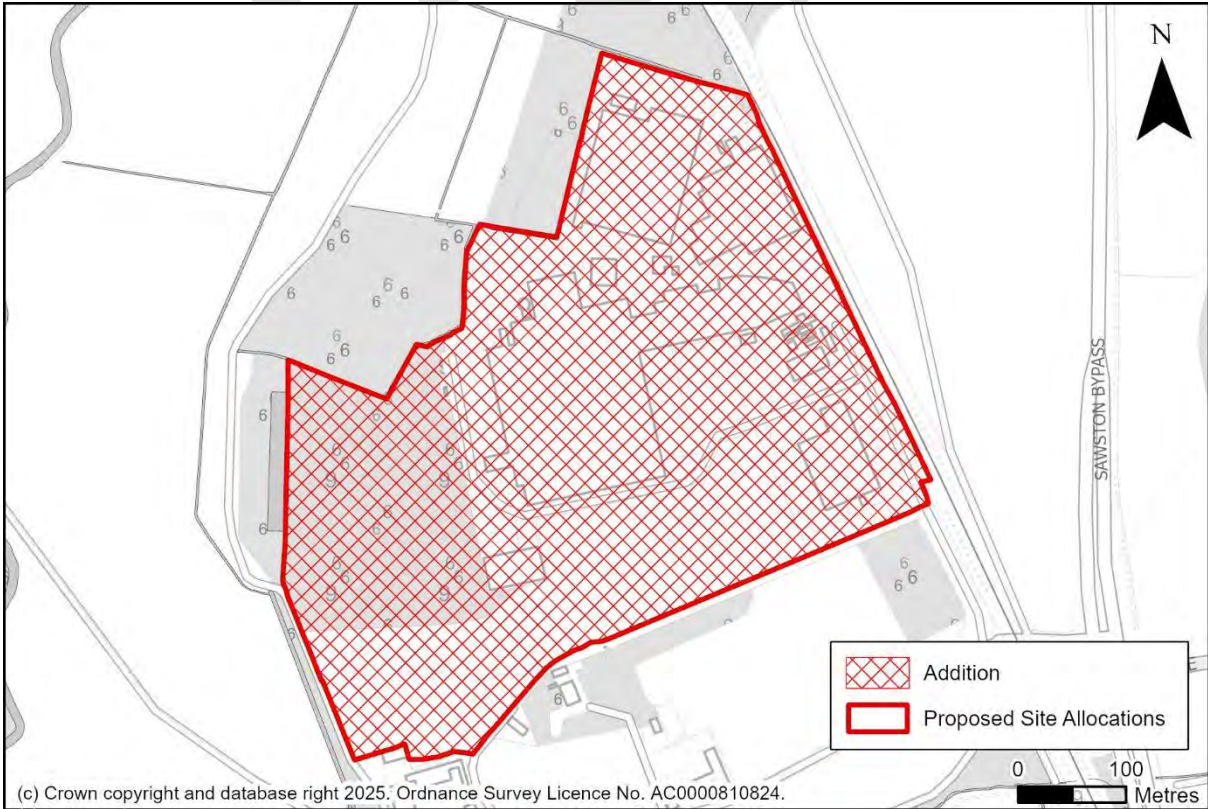 N
SAWSTON BYPASS
Addition
Proposed Site Allocations
0 100
Metres
(c) Crown copyright and database right 2025. Ordnance Survey Licence No. AC0000810824.